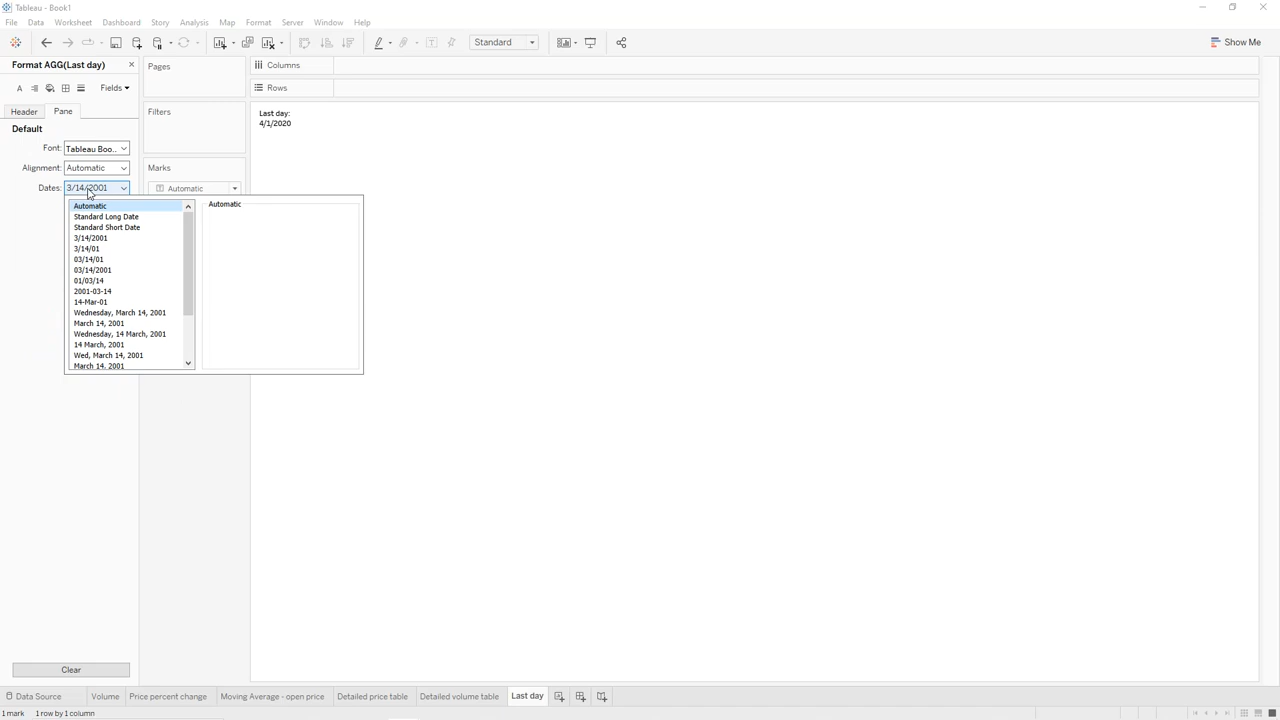 Tableau - Book1
File Data Worksheet Dashboard Story Analysis Map Format Server Window Help
Standard
Show Me
Format AGG(Last day)
Fields
Header Pane
Default
Font: Tableau Boo..
Alignment: Automatic
Dates: 3/14/2001
Automatic
Standard Long Date
Standard Short Date
3/14/2001
3/14/01
03/14/01
03/14/2001
01/03/14
2001-03-14
14-Mar-01
Wednesday, March 14, 2001
March 14, 2001
Wednesday, 14 March, 2001
14 March, 2001
Wed, March 14, 2001
March 14, 2001
Automatic
Clear
Pages
Filters
Marks
Automatic
Columns
Rows
Last day:
4/1/2020
Data Source Volume Price percent change Moving Average - open price Detailed price table Detailed volume table Last day
1 mark 1 row by 1 column